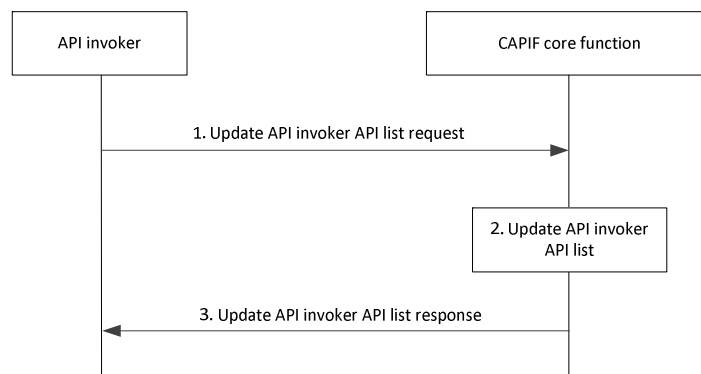 API invoker
CAPIF core function
1. Update API invoker API list request
2. Update API invoker
API list
3. Update API invoker API list response